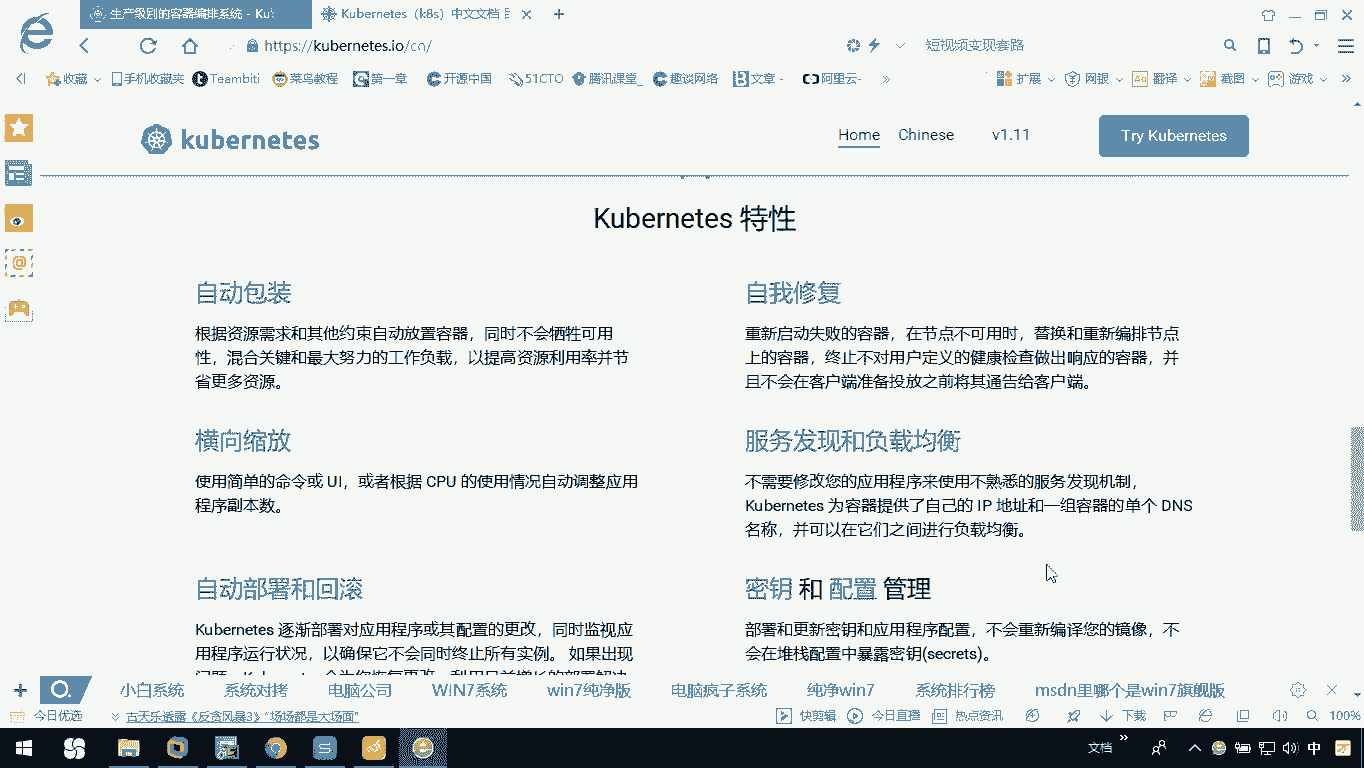 生产级别的容器编排系统 - Ku
Kubernetes（k8s）中文文档
https://kubernetes.io/cn/
短视频变现套路
收藏
手机收藏夹
Teambiti
菜鸟教程
第一章
开源中国
51CTO
腾讯课堂_
趣谈网络
文章 -
阿里云-
扩展
网银
翻译
截图
游戏
kubernetes
Home
Chinese
v1.11
Try Kubernetes
Kubernetes 特性
自动包装
根据资源需求和其他约束自动放置容器，同时不会牺牲可用
性，混合关键和最大努力的工作负载，以提高资源利用率并节
省更多资源。
自我修复
重新启动失败的容器，在节点不可用时，替换和重新编排节点
上的容器，终止不对用户定义的健康检查做出响应的容器，并
且不会在客户端准备投放之前将其通告给客户端。
横向缩放
使用简单的命令或 UI，或者根据 CPU 的使用情况自动调整应用
程序副本数。
服务发现和负载均衡
不需要修改您的应用程序来使用不熟悉的服务发现机制，
Kubernetes 为容器提供了自己的 IP 地址和一组容器的单个 DNS
名称，并可以在它们之间进行负载均衡。
自动部署和回滚
Kubernetes 逐渐部署对应用程序或其配置的更改，同时监视应
用程序运行状况，以确保它不会同时终止所有实例。 如果出现
密钥 和 配置 管理
部署和更新密钥和应用程序配置，不会重新编译您的镜像，不
会在堆栈配置中暴露密钥(secrets)。
小白系统
系统对拷
电脑公司
WIN7系统
win7纯净版
电脑疯子系统
纯净win7
系统排行榜
msdn里哪个是win7旗舰版
今日优选
古天乐透露《反贪风暴3》“场场都是大场面”
快剪辑
今日直播
热点资讯
下载
100%
文档
中